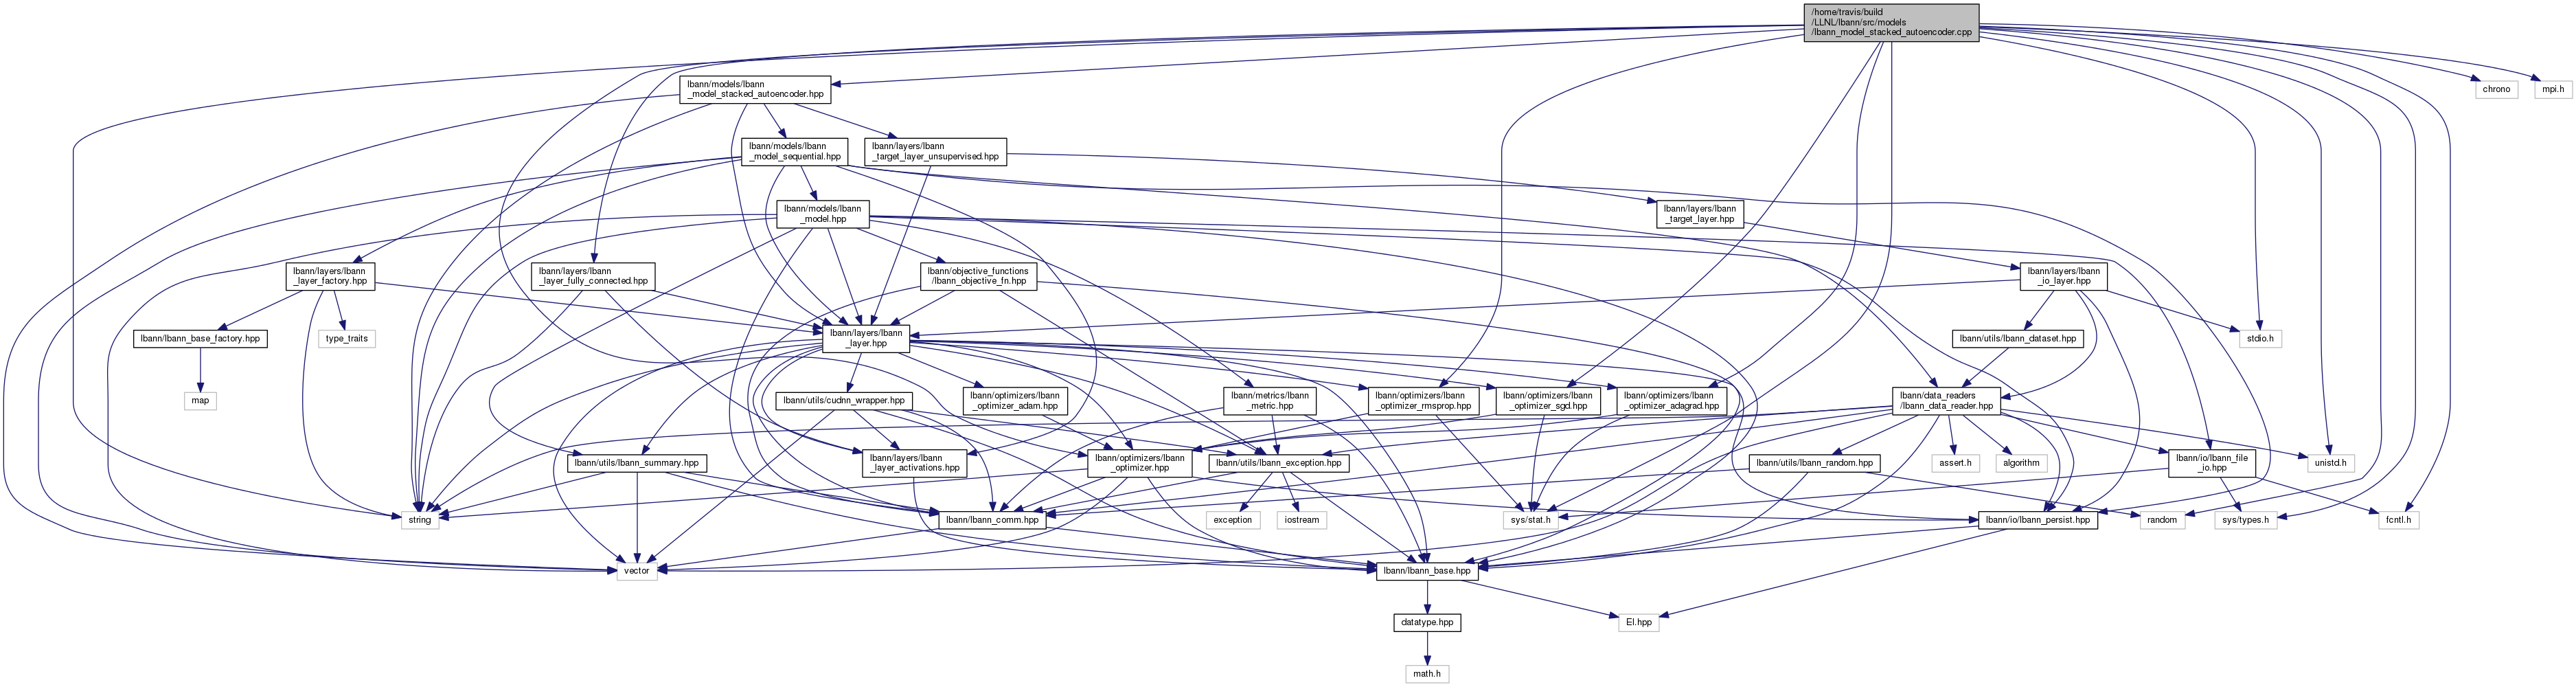 /home/travis/build
/LLNL/lbann/src/models
/lbann_model_stacked_autoencoder.cpp
lbann/models/lbann
_model_stacked_autoencoder.hpp
chrono
mpi.h
lbann/models/lbann
_model_sequential.hpp
lbann/layers/lbann
_target_layer_unsupervised.hpp
lbann/models/lbann
_model.hpp
lbann/layers/lbann
_target_layer.hpp
lbann/layers/lbann
_layer_factory.hpp
lbann/layers/lbann
_layer_fully_connected.hpp
lbann/objective_functions
/lbann_objective_fn.hpp
lbann/layers/lbann
_io_layer.hpp
lbann/lbann_base_factory.hpp
type_traits
lbann/layers/lbann
_layer.hpp
lbann/utils/lbann_dataset.hpp
stdio.h
map
lbann/utils/cudnn_wrapper.hpp
lbann/optimizers/lbann
_optimizer_adam.hpp
lbann/metrics/lbann
_metric.hpp
lbann/optimizers/lbann
_optimizer_rmsprop.hpp
lbann/optimizers/lbann
_optimizer_sgd.hpp
lbann/optimizers/lbann
_optimizer_adagrad.hpp
lbann/data_readers
/lbann_data_reader.hpp
lbann/utils/lbann_summary.hpp
lbann/layers/lbann
_layer_activations.hpp
lbann/optimizers/lbann
_optimizer.hpp
lbann/utils/lbann_exception.hpp
lbann/utils/lbann_random.hpp
assert.h
algorithm
lbann/io/lbann_file
_io.hpp
unistd.h
string
lbann/lbann_comm.hpp
exception
iostream
sys/stat.h
lbann/io/lbann_persist.hpp
random
sys/types.h
fcntl.h
vector
lbann/lbann_base.hpp
datatype.hpp
El.hpp
math.h